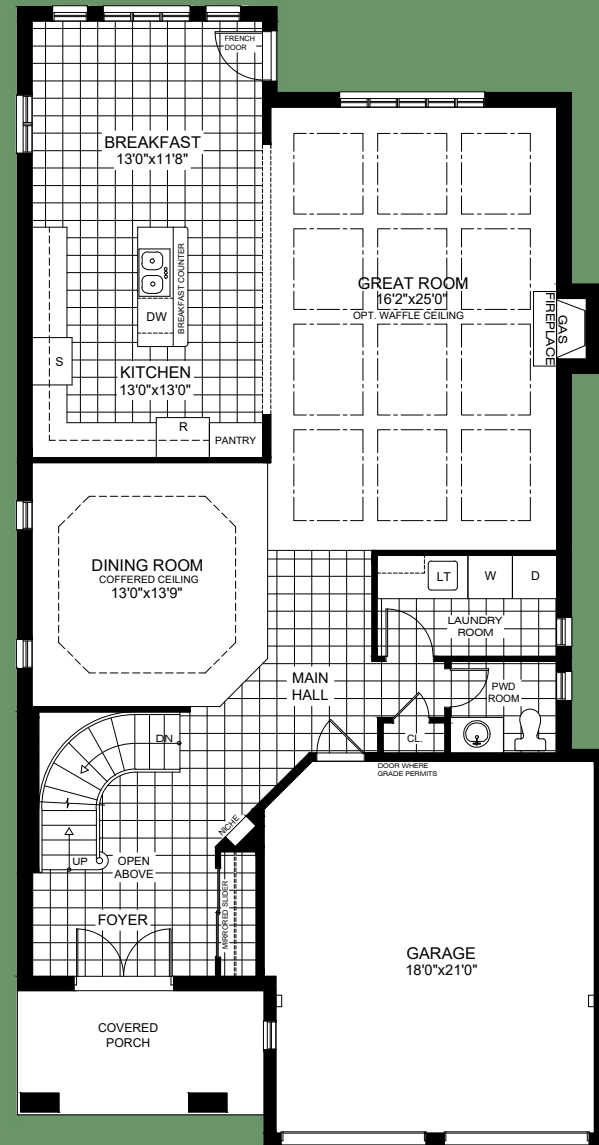 FRENCH
DOOR
BREAKFAST
13'0"x11'8"
BREAKFAST COUNTER
DW
S
KITCHEN
13'0"x13'0"
R
PANTRY
GREAT ROOM
16'2"x25'0"
OPT. WAFFLE CEILING
GAS
FIREPLACE
DINING ROOM
COFFERED CEILING
13'0"x13'9"
LT
W
D
LAUNDRY
ROOM
MAIN
HALL
PWD
ROOM
CL.
DOOR WHERE
GRADE PERMITS
DN
UP
OPEN
ABOVE
NICHE
MIRRORED SLIDER
FOYER
GARAGE
18'0"x21'0"
COVERED
PORCH